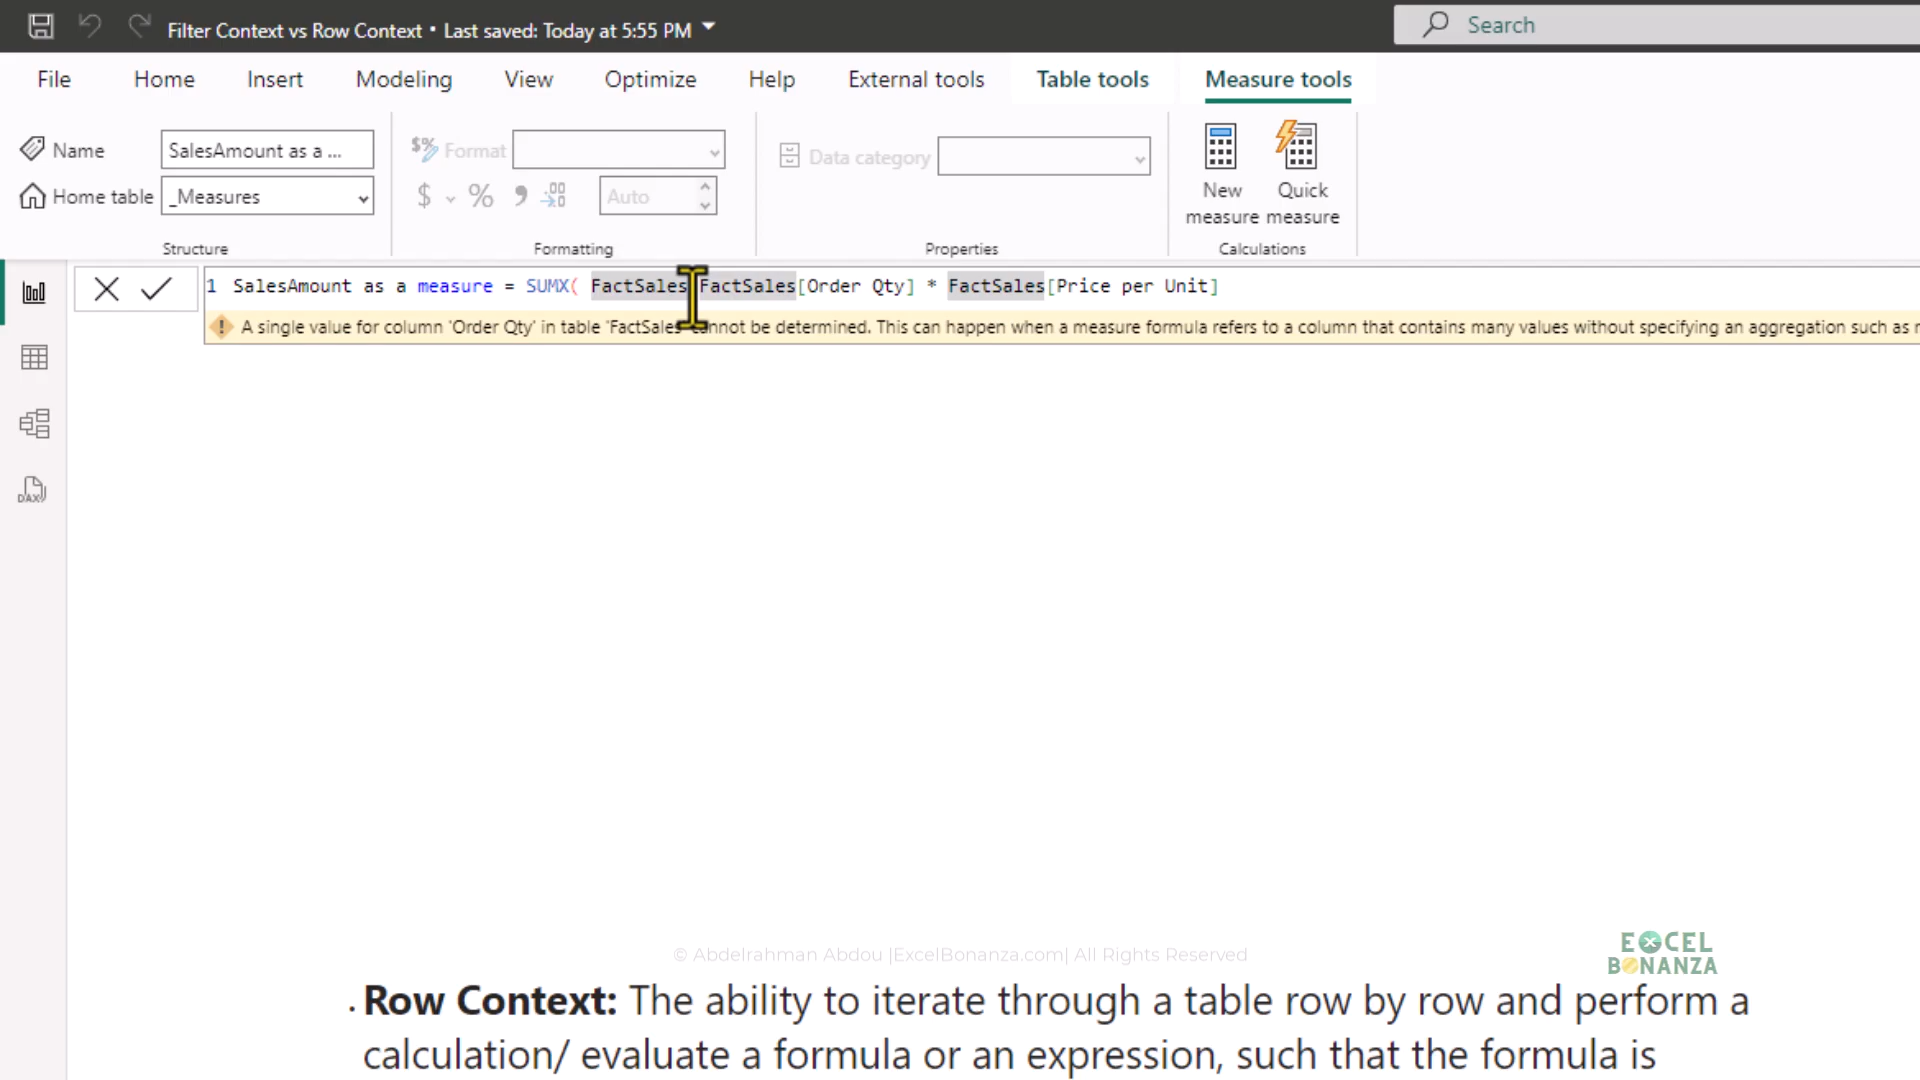 Filter Context vs Row Context • Last saved: Today at 5:55 PM
Search
File Home Insert Modeling View Optimize Help External tools Table tools Measure tools
Name SalesAmount as a ...
Home table _Measures
Structure
$% Format
$ % , .00
Auto
Formatting
Data category
Properties
New measure
Quick measure
Calculations
1 SalesAmount as a measure = SUMX( FactSales FactSales[Order Qty] * FactSales[Price per Unit]
A single value for column 'Order Qty' in table 'FactSales' cannot be determined. This can happen when a measure formula refers to a column that contains many values without specifying an aggregation such as
DAX
© Abdelrahman Abdou |ExcelBonanza.com| All Rights Reserved
EXCEL
BONANZA
. Row Context: The ability to iterate through a table row by row and perform a
calculation/ evaluate a formula or an expression, such that the formula is